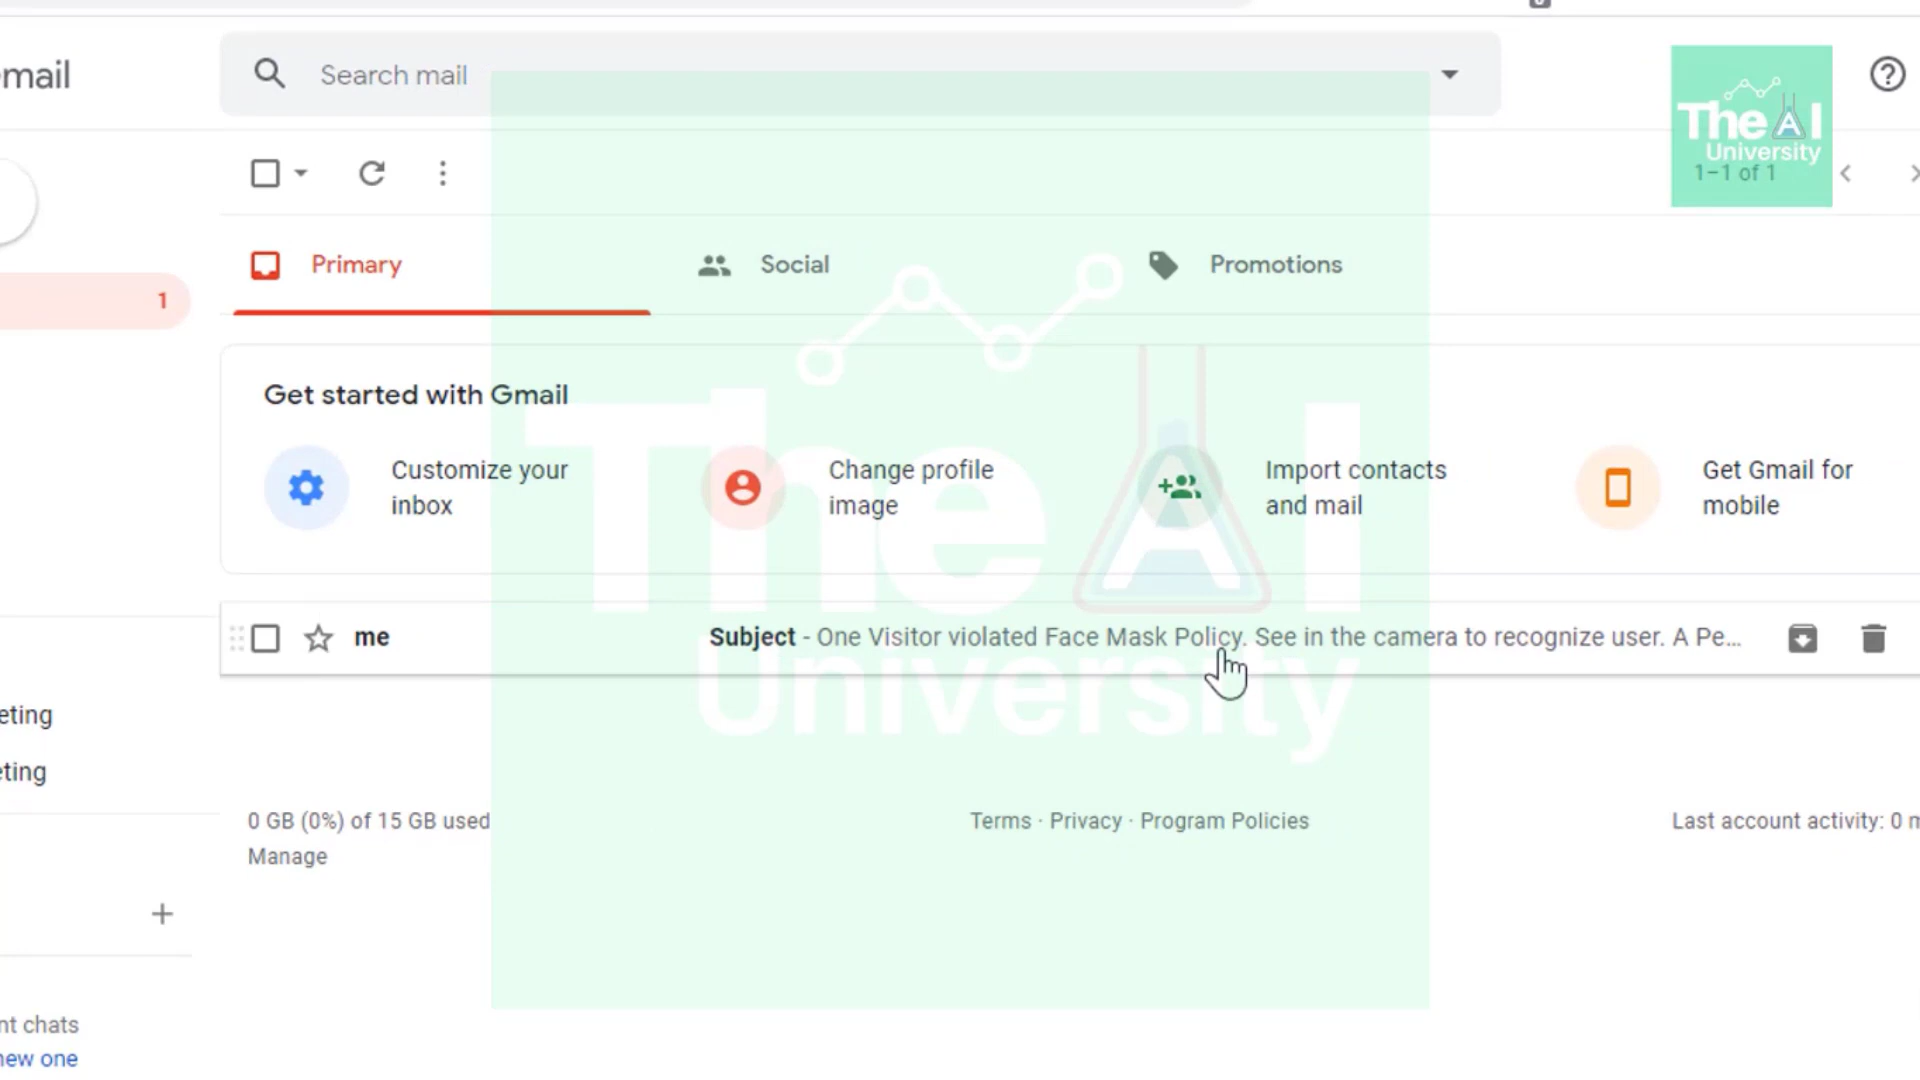 mail
Search mail
The AI
University
1–1 of 1
Primary
Social
Promotions
1
Get started with Gmail
Customize your
inbox
Change profile
image
Import contacts
and mail
Get Gmail for
mobile
The AI
University
me
Subject - One Visitor violated Face Mask Policy. See in the camera to recognize user. A Pe...
eting
eting
0 GB (0%) of 15 GB used
Manage
Terms · Privacy · Program Policies
Last account activity: 0 m
nt chats
new one